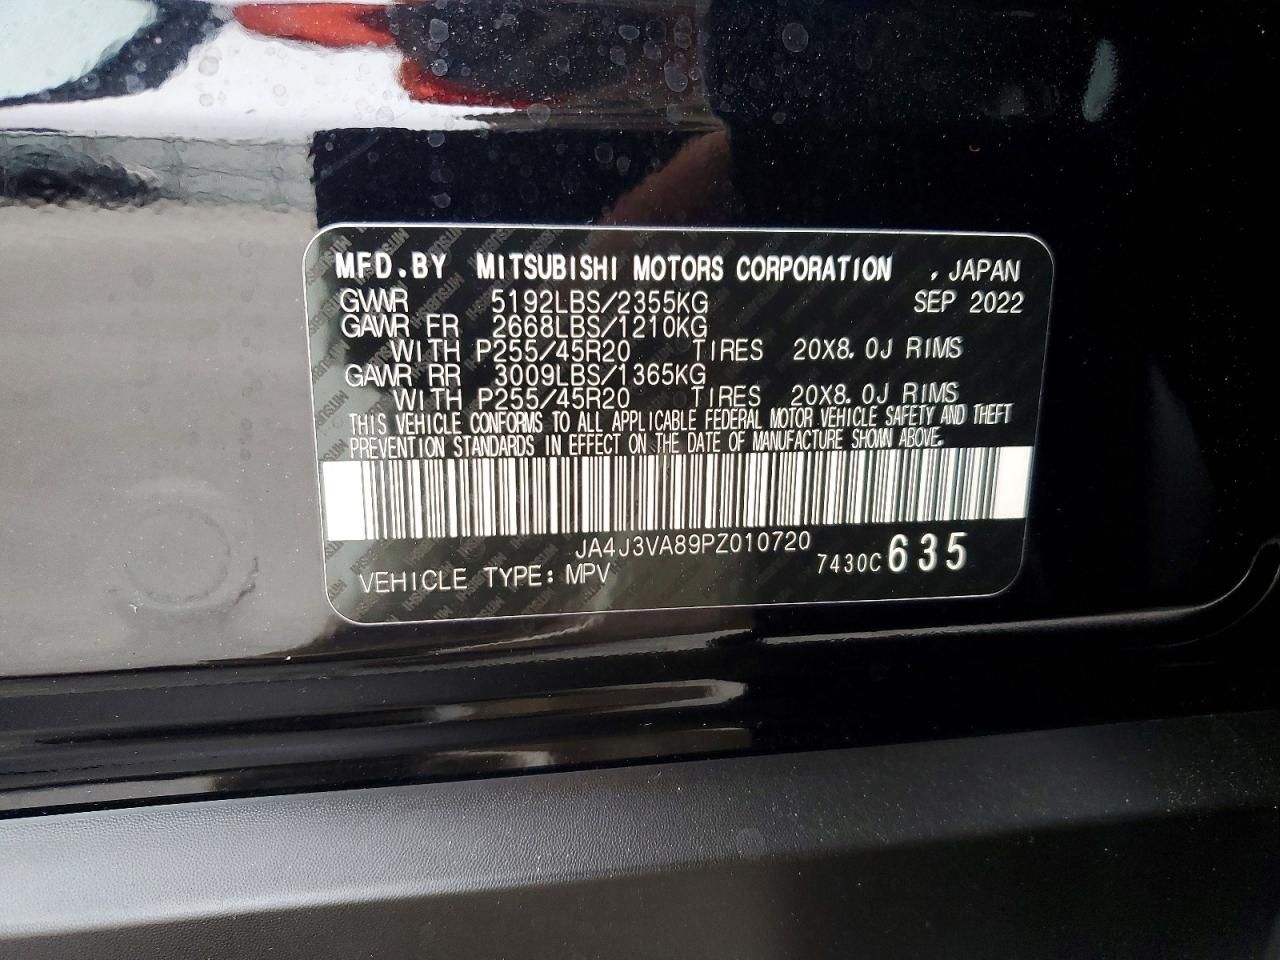 MFD.BY MITSUBISHI MOTORS CORPORATION , JAPAN
GVWR 5192LBS/2355KG SEP 2022
GAWR FR 2668LBS/1210KG
WITH P255/45R20 TIRES 20X8.0J RIMS
GAWR RR 3009LBS/1365KG
WITH P255/45R20 TIRES 20X8.0J RIMS
THIS VEHICLE CONFORMS TO ALL APPLICABLE FEDERAL MOTOR VEHICLE SAFETY AND THEFT
PREVENTION STANDARDS IN EFFECT ON THE DATE OF MANUFACTURE SHOWN ABOVE.
JA4J3VA89PZ010720
7430C 635
VEHICLE TYPE: MPV